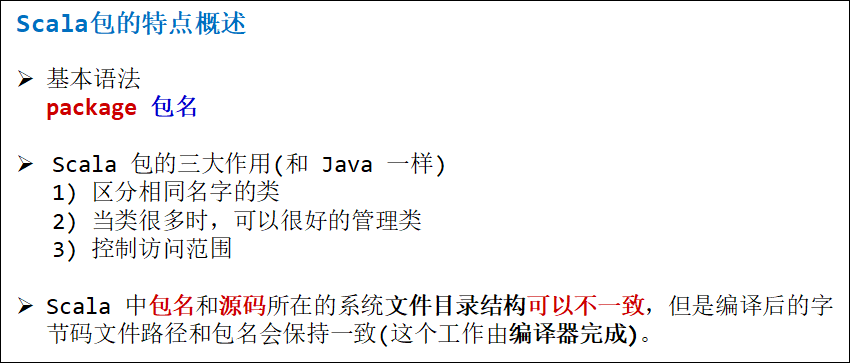 Scala包的特点概述
➢ 基本语法
package 包名
➢ Scala 包的三大作用(和 Java 一样)
1) 区分相同名字的类
2) 当类很多时，可以很好的管理类
3) 控制访问范围
➢ Scala 中包名和源码所在的系统文件目录结构可以不一致，但是编译后的字
节码文件路径和包名会保持一致(这个工作由编译器完成)。